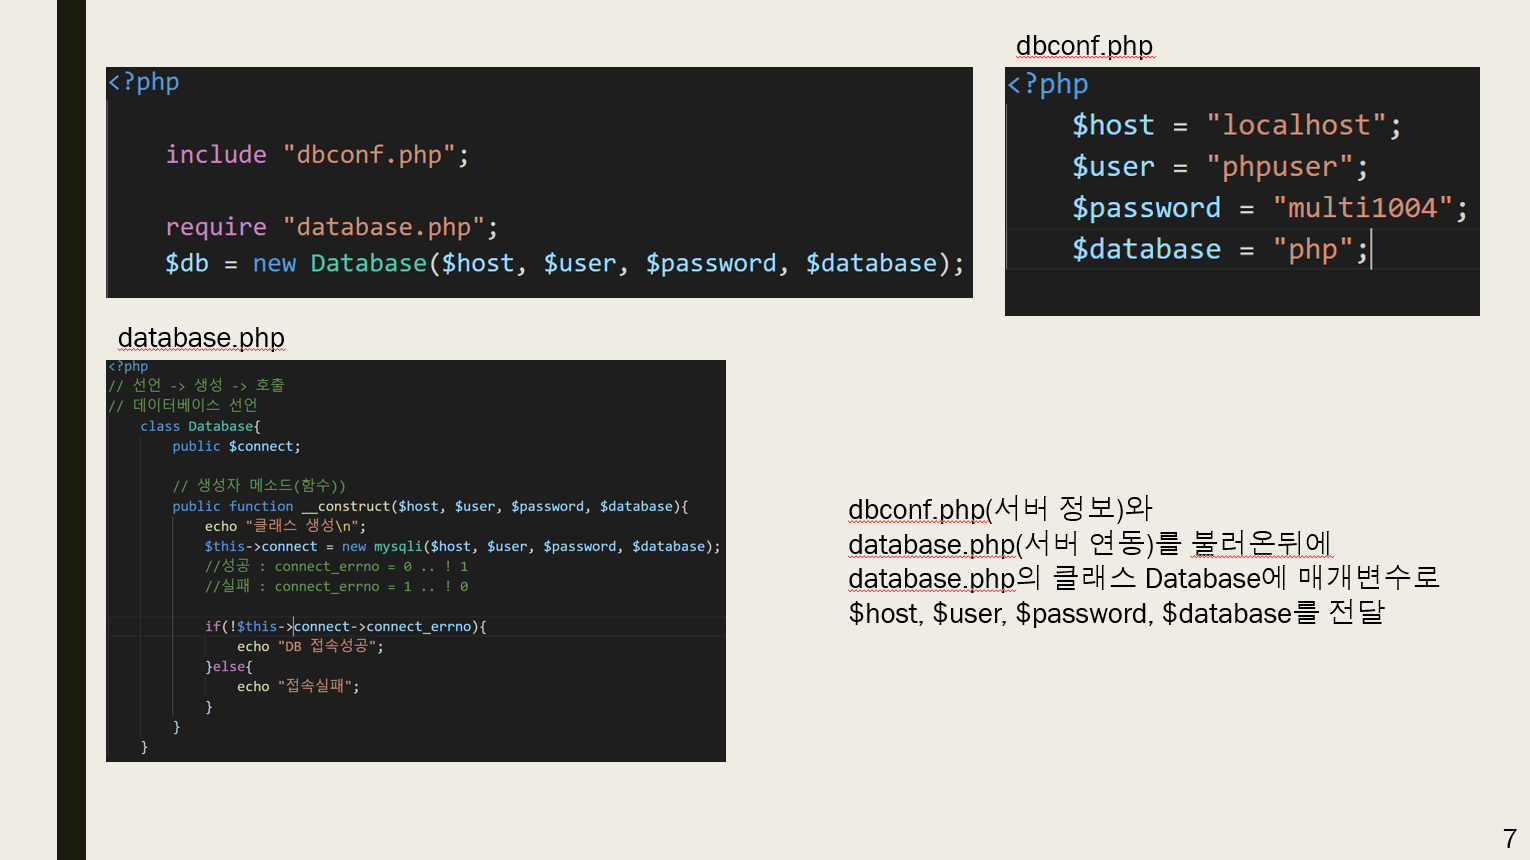 <?php
include "dbconf.php";
require "database.php";
$db = new Database($host, $user, $password, $database);
dbconf.php
<?php
$host = "localhost";
$user = "phpuser";
$password = "multi1004";
$database = "php";
database.php
<?php
// 선언 -> 생성 -> 호출
// 데이터베이스 선언
class Database{
public $connect;
// 생성자 메소드(함수))
public function __construct($host, $user, $password, $database){
echo "클래스 생성\n";
$this->connect = new mysqli($host, $user, $password, $database);
//성공 : connect_errno = 0 .. ! 1
//실패 : connect_errno = 1 .. ! 0
if(!$this->connect->connect_errno){
echo "DB 접속성공";
}else{
echo "접속실패";
}
}
}
dbconf.php(서버 정보)와
database.php(서버 연동)를 불러온뒤에
database.php의 클래스 Database에 매개변수로
$host, $user, $password, $database를 전달
7